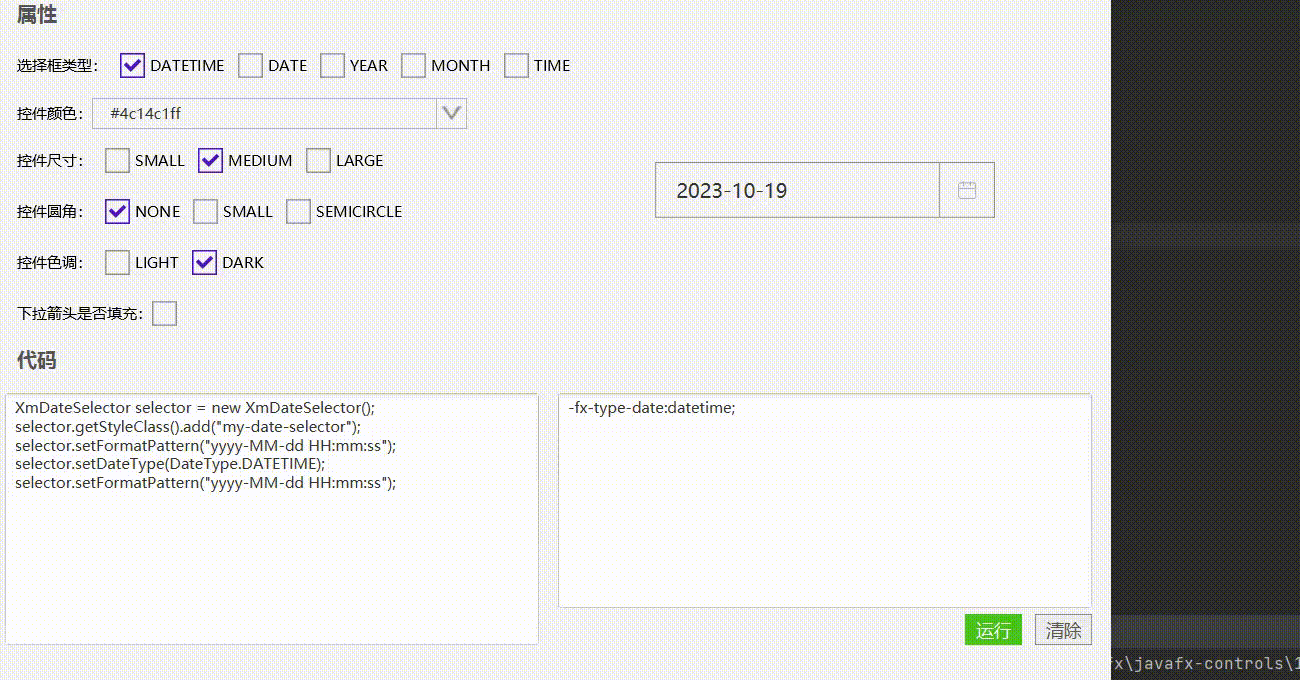 属性
选择框类型： DATETIME DATE YEAR MONTH TIME
控件颜色： #4c14c1ff
控件尺寸： SMALL MEDIUM LARGE
2023-10-19
控件圆角： NONE SMALL SEMICIRCLE
控件色调： LIGHT DARK
下拉箭头是否填充：
代码
XmDateSelector selector = new XmDateSelector();
selector.getStyleClass().add("my-date-selector");
selector.setFormatPattern("yyyy-MM-dd HH:mm:ss");
selector.setDateType(DateType.DATETIME);
selector.setFormatPattern("yyyy-MM-dd HH:mm:ss");
-fx-type-date:datetime;
运行 清除
x\javafx-controls\1